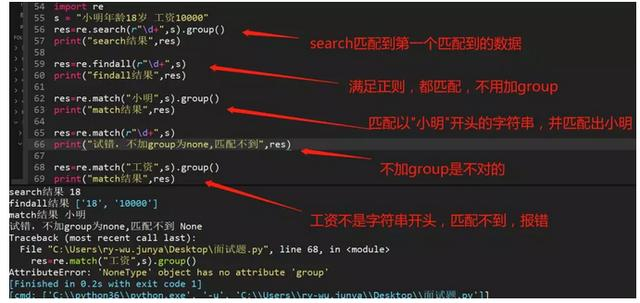 54 import re
55 s = "小明年龄18岁 工资10000"
56 res=re.search(r"\d+",s).group()
57 print("search结果",res)
search匹配到第一个匹配到的数据
58
59 res=re.findall(r"\d+",s)
60 print("findall结果",res)
满足正则，都匹配，不用加group
61
62 res=re.match("小明",s).group()
63 print("match结果",res)
匹配以"小明"开头的字符串，并匹配出小明
64
65 res=re.match(r"\d+",s)
66 print("试错，不加group为none,匹配不到",res)
67
不加group是不对的
68 res=re.match("工资",s).group()
69 print("match结果",res)
search结果 18
findall结果 ['18', '10000']
match结果 小明
工资不是字符串开头，匹配不到，报错
试错，不加group为none,匹配不到 None
Traceback (most recent call last):
File "C:\Users\ry-wu.junya\Desktop\面试题.py", line 68, in <module>
res=re.match("工资",s).group()
AttributeError: 'NoneType' object has no attribute 'group'
[Finished in 0.2s with exit code 1]
[cmd: ['C:\\python36\\python.exe', '-u', 'C:\\Users\\ry-wu.junya\\Desktop\\面试题.py']]